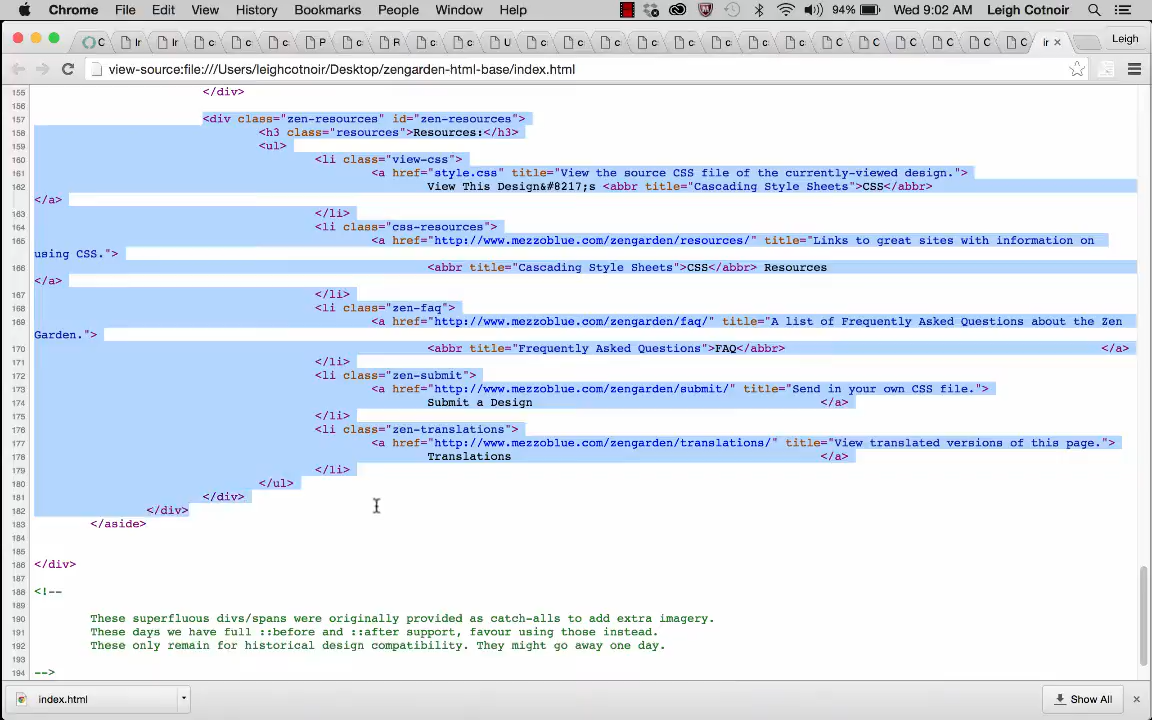 Chrome File Edit View History Bookmarks People Window Help 94% Wed 9:02 AM Leigh Cotnoir
C Ir Ir c c c P c R c c U c c c c c c c c C C C C C C Ir × Leigh
view-source:file:///Users/leighcotnoir/Desktop/zengarden-html-base/index.html
155 </div>
156
157 <div class="zen-resources" id="zen-resources">
158 <h3 class="resources">Resources:</h3>
159 <ul>
160 <li class="view-css">
161 <a href="style.css" title="View the source CSS file of the currently-viewed design.">
162 View This Design&#8217;s <abbr title="Cascading Style Sheets">CSS</abbr>
</a>
163 </li>
164 <li class="css-resources">
165 <a href="http://www.mezzoblue.com/zengarden/resources/" title="Links to great sites with information on
using CSS.">
166 <abbr title="Cascading Style Sheets">CSS</abbr> Resources
</a>
167 </li>
168 <li class="zen-faq">
169 <a href="http://www.mezzoblue.com/zengarden/faq/" title="A list of Frequently Asked Questions about the Zen
Garden.">
170 <abbr title="Frequently Asked Questions">FAQ</abbr> </a>
171 </li>
172 <li class="zen-submit">
173 <a href="http://www.mezzoblue.com/zengarden/submit/" title="Send in your own CSS file.">
174 Submit a Design </a>
175 </li>
176 <li class="zen-translations">
177 <a href="http://www.mezzoblue.com/zengarden/translations/" title="View translated versions of this page.">
178 Translations </a>
179 </li>
180 </ul>
181 </div>
182 </div>
183 </aside>
184
185
186 </div>
187
188 <!--
189
190 These superfluous divs/spans were originally provided as catch-alls to add extra imagery.
191 These days we have full ::before and ::after support, favour using those instead.
192 These only remain for historical design compatibility. They might go away one day.
193
194 -->
index.html Show All ×